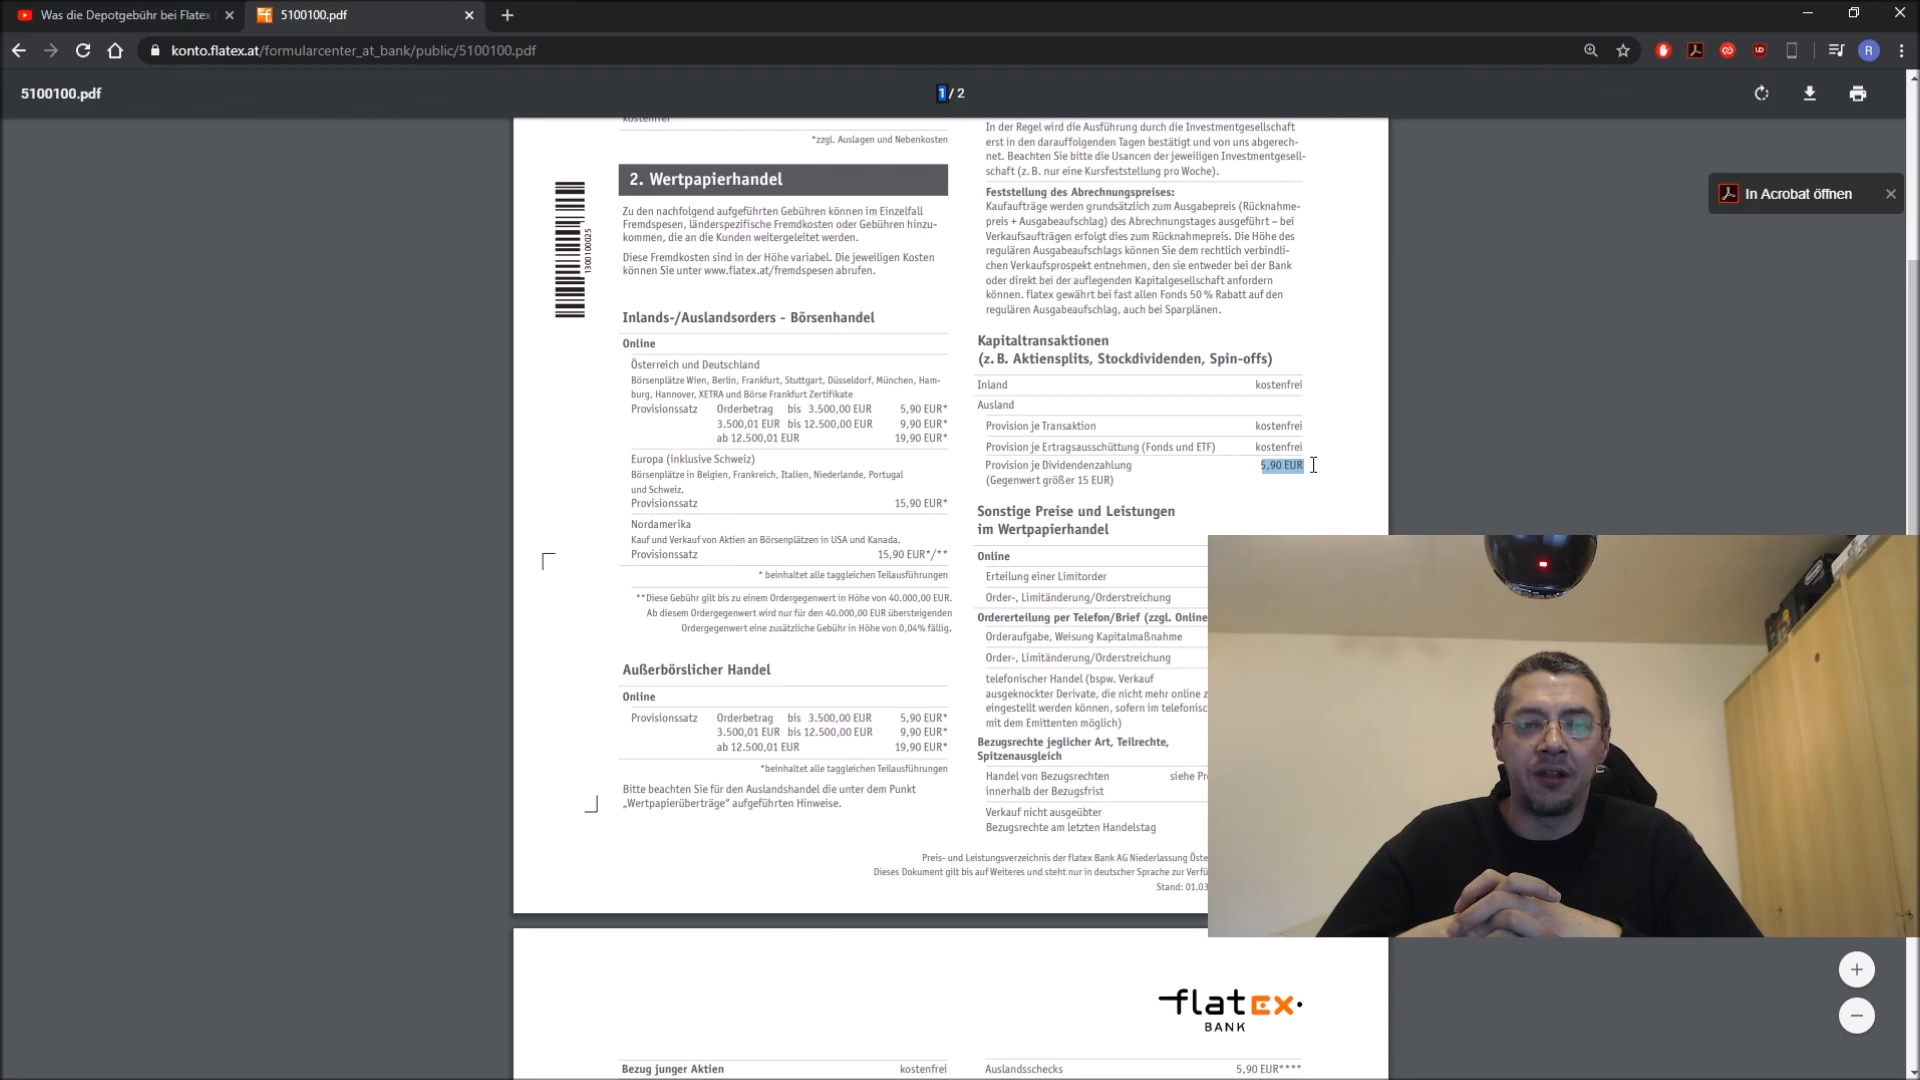 Was die Depotgebühr bei Flatex
5100100.pdf
konto.flatex.at/formularcenter_at_bank/public/5100100.pdf
R
5100100.pdf
1 / 2
In Acrobat öffnen
kostenfrei
*zzgl. Auslagen und Nebenkosten
2. Wertpapierhandel
Zu den nachfolgend aufgeführten Gebühren können im Einzelfall
Fremdspesen, länderspezifische Fremdkosten oder Gebühren hinzu-
kommen, die an die Kunden weitergeleitet werden.
Diese Fremdkosten sind in der Höhe variabel. Die jeweiligen Kosten
können Sie unter www.flatex.at/fremdspesen abrufen.
1300100025
Inlands-/Auslandsorders - Börsenhandel
Online
Österreich und Deutschland
Börsenplätze Wien, Berlin, Frankfurt, Stuttgart, Düsseldorf, München, Ham-
burg, Hannover, XETRA und Börse Frankfurt Zertifikate
Provisionssatz Orderbetrag bis 3.500,00 EUR 5,90 EUR*
3.500,01 EUR bis 12.500,00 EUR 9,90 EUR*
ab 12.500,01 EUR 19,90 EUR*
Europa (inklusive Schweiz)
Börsenplätze in Belgien, Frankreich, Italien, Niederlande, Portugal
und Schweiz.
Provisionssatz 15,90 EUR*
Nordamerika
Kauf und Verkauf von Aktien an Börsenplätzen in USA und Kanada.
Provisionssatz 15,90 EUR*/**
* beinhaltet alle taggleichen Teilausführungen
**Diese Gebühr gilt bis zu einem Ordergegenwert in Höhe von 40.000,00 EUR.
Ab diesem Ordergegenwert wird nur für den 40.000,00 EUR übersteigenden
Ordergegenwert eine zusätzliche Gebühr in Höhe von 0,04% fällig.
Außerbörslicher Handel
Online
Provisionssatz Orderbetrag bis 3.500,00 EUR 5,90 EUR*
3.500,01 EUR bis 12.500,00 EUR 9,90 EUR*
ab 12.500,01 EUR 19,90 EUR*
*beinhaltet alle taggleichen Teilausführungen
Bitte beachten Sie für den Auslandshandel die unter dem Punkt
„Wertpapierüberträge“ aufgeführten Hinweise.
In der Regel wird die Ausführung durch die Investmentgesellschaft
erst in den darauffolgenden Tagen bestätigt und von uns abgerech-
net. Beachten Sie bitte die Usancen der jeweiligen Investmentgesell-
schaft (z. B. nur eine Kursfeststellung pro Woche).
Feststellung des Abrechnungspreises:
Kaufaufträge werden grundsätzlich zum Ausgabepreis (Rücknahme-
preis + Ausgabeaufschlag) des Abrechnungstages ausgeführt – bei
Verkaufsaufträgen erfolgt dies zum Rücknahmepreis. Die Höhe des
regulären Ausgabeaufschlags können Sie dem rechtlich verbindli-
chen Verkaufsprospekt entnehmen, den sie entweder bei der Bank
oder direkt bei der auflegenden Kapitalgesellschaft anfordern
können. flatex gewährt bei fast allen Fonds 50 % Rabatt auf den
regulären Ausgabeaufschlag, auch bei Sparplänen.
Kapitaltransaktionen
(z. B. Aktiensplits, Stockdividenden, Spin-offs)
Inland kostenfrei
Ausland
Provision je Transaktion kostenfrei
Provision je Ertragsausschüttung (Fonds und ETF) kostenfrei
Provision je Dividendenzahlung 5,90 EUR
(Gegenwert größer 15 EUR)
Sonstige Preise und Leistungen
im Wertpapierhandel
Online
Erteilung einer Limitorder
Order-, Limitänderung/Orderstreichung
Ordererteilung per Telefon/Brief (zzgl. Online
Orderaufgabe, Weisung Kapitalmaßnahme
Order-, Limitänderung/Orderstreichung
telefonischer Handel (bspw. Verkauf
ausgeknockter Derivate, die nicht mehr online z
eingestellt werden können, sofern im telefonisc
mit dem Emittenten möglich)
Bezugsrechte jeglicher Art, Teilrechte,
Spitzenausgleich
Handel von Bezugsrechten siehe Pr
innerhalb der Bezugsfrist
Verkauf nicht ausgeübter
Bezugsrechte am letzten Handelstag
Preis- und Leistungsverzeichnis der flatex Bank AG Niederlassung Öste
Dieses Dokument gilt bis auf Weiteres und steht nur in deutscher Sprache zur Verfü
Stand: 01.03
flatex
BANK
Bezug junger Aktien kostenfrei
Auslandsschecks 5,90 EUR****